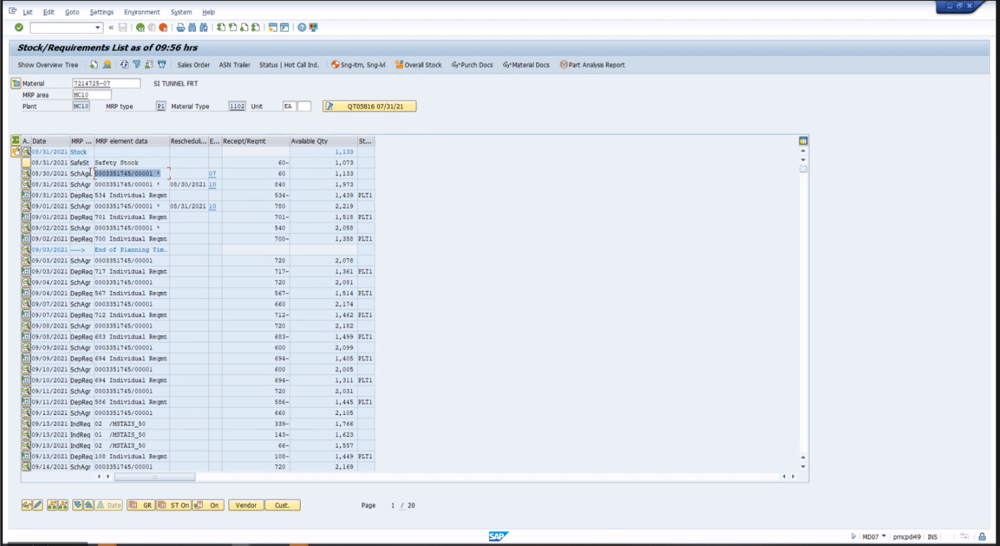 List Edit Goto Settings Environment System Help
Stock/Requirements List as of 09:56 hrs
Show Overview Tree Sales Order ASN Trailer Status | Hot Call Ind. Sng-itm, Sng-lvl Overall Stock Purch Docs Material Docs Part Analysis Report
Material 7214725-07 SI TUNNEL FRT
MRP area MC10
Plant MC10 MRP type P1 Material Type 1102 Unit EA QT05816 07/31/21
A.. Date MRP ... MRP element data Rescheduli... E... Receipt/Reqmt Available Qty St...
08/31/2021 Stock 1,133
08/31/2021 SafeSt Safety Stock 60- 1,073
08/30/2021 SchAgr 0003351745/00001 * 07 60 1,133
08/31/2021 SchAgr 0003351745/00001 * 08/30/2021 10 840 1,973
08/31/2021 DepReq 534 Individual Reqmt 534- 1,439 PLT1
09/01/2021 SchAgr 0003351745/00001 * 08/31/2021 10 780 2,219
09/01/2021 DepReq 701 Individual Reqmt 701- 1,518 PLT1
09/02/2021 SchAgr 0003351745/00001 * 540 2,058
09/02/2021 DepReq 700 Individual Reqmt 700- 1,358 PLT1
09/03/2021 -----> End of Planning Tim…
09/03/2021 SchAgr 0003351745/00001 720 2,078
09/03/2021 DepReq 717 Individual Reqmt 717- 1,361 PLT1
09/04/2021 SchAgr 0003351745/00001 720 2,081
09/04/2021 DepReq 567 Individual Reqmt 567- 1,514 PLT1
09/07/2021 SchAgr 0003351745/00001 660 2,174
09/07/2021 DepReq 712 Individual Reqmt 712- 1,462 PLT1
09/08/2021 SchAgr 0003351745/00001 720 2,182
09/08/2021 DepReq 683 Individual Reqmt 683- 1,499 PLT1
09/09/2021 SchAgr 0003351745/00001 600 2,099
09/09/2021 DepReq 694 Individual Reqmt 694- 1,405 PLT1
09/10/2021 SchAgr 0003351745/00001 600 2,005
09/10/2021 DepReq 694 Individual Reqmt 694- 1,311 PLT1
09/11/2021 SchAgr 0003351745/00001 720 2,031
09/11/2021 DepReq 586 Individual Reqmt 586- 1,445 PLT1
09/13/2021 SchAgr 0003351745/00001 660 2,105
09/13/2021 IndReq 02 /MSTAIS_50 339- 1,766
09/13/2021 IndReq 01 /MSTAIS_50 143- 1,623
09/13/2021 IndReq 02 /MSTAIS_50 66- 1,557
09/13/2021 DepReq 108 Individual Reqmt 108- 1,449 PLT1
09/14/2021 SchAgr 0003351745/00001 720 2,169
Date GR ST On On Vendor Cust. Page 1 / 20
SAP MD07 pmcpdi49 INS